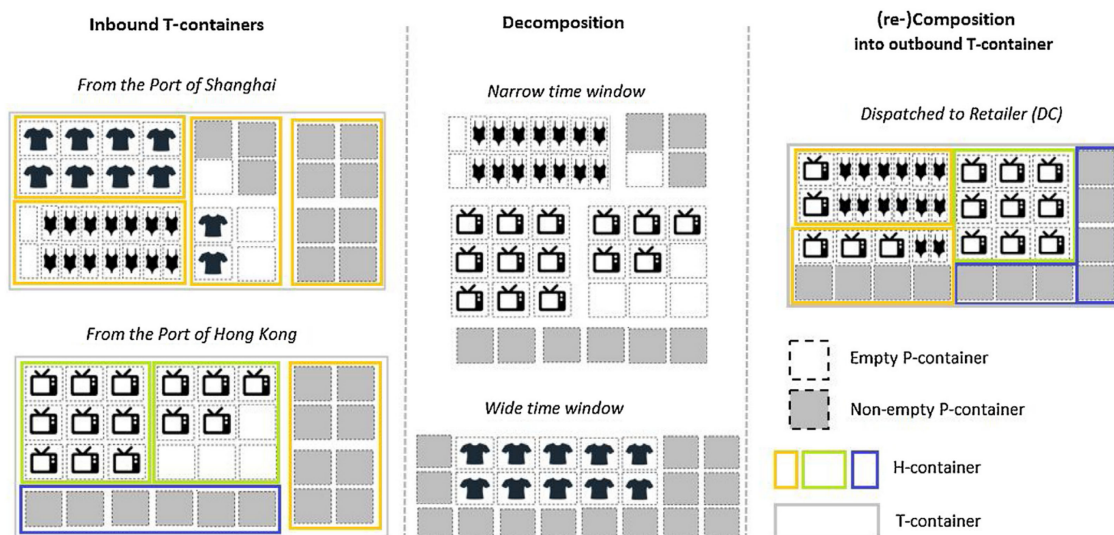 Inbound T-containers
From the Port of Shanghai
From the Port of Hong Kong
Decomposition
Narrow time window
Wide time window
(re-)Composition
into outbound T-container
Dispatched to Retailer (DC)
Empty P-container
Non-empty P-container
H-container
T-container